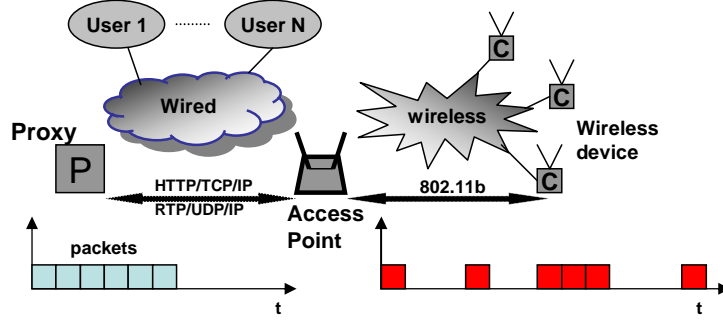 User 1
.........
User N
Wired
wireless
C
C
C
Wireless
device
Proxy
P
HTTP/TCP/IP
RTP/UDP/IP
802.11b
Access
Point
packets
t
t